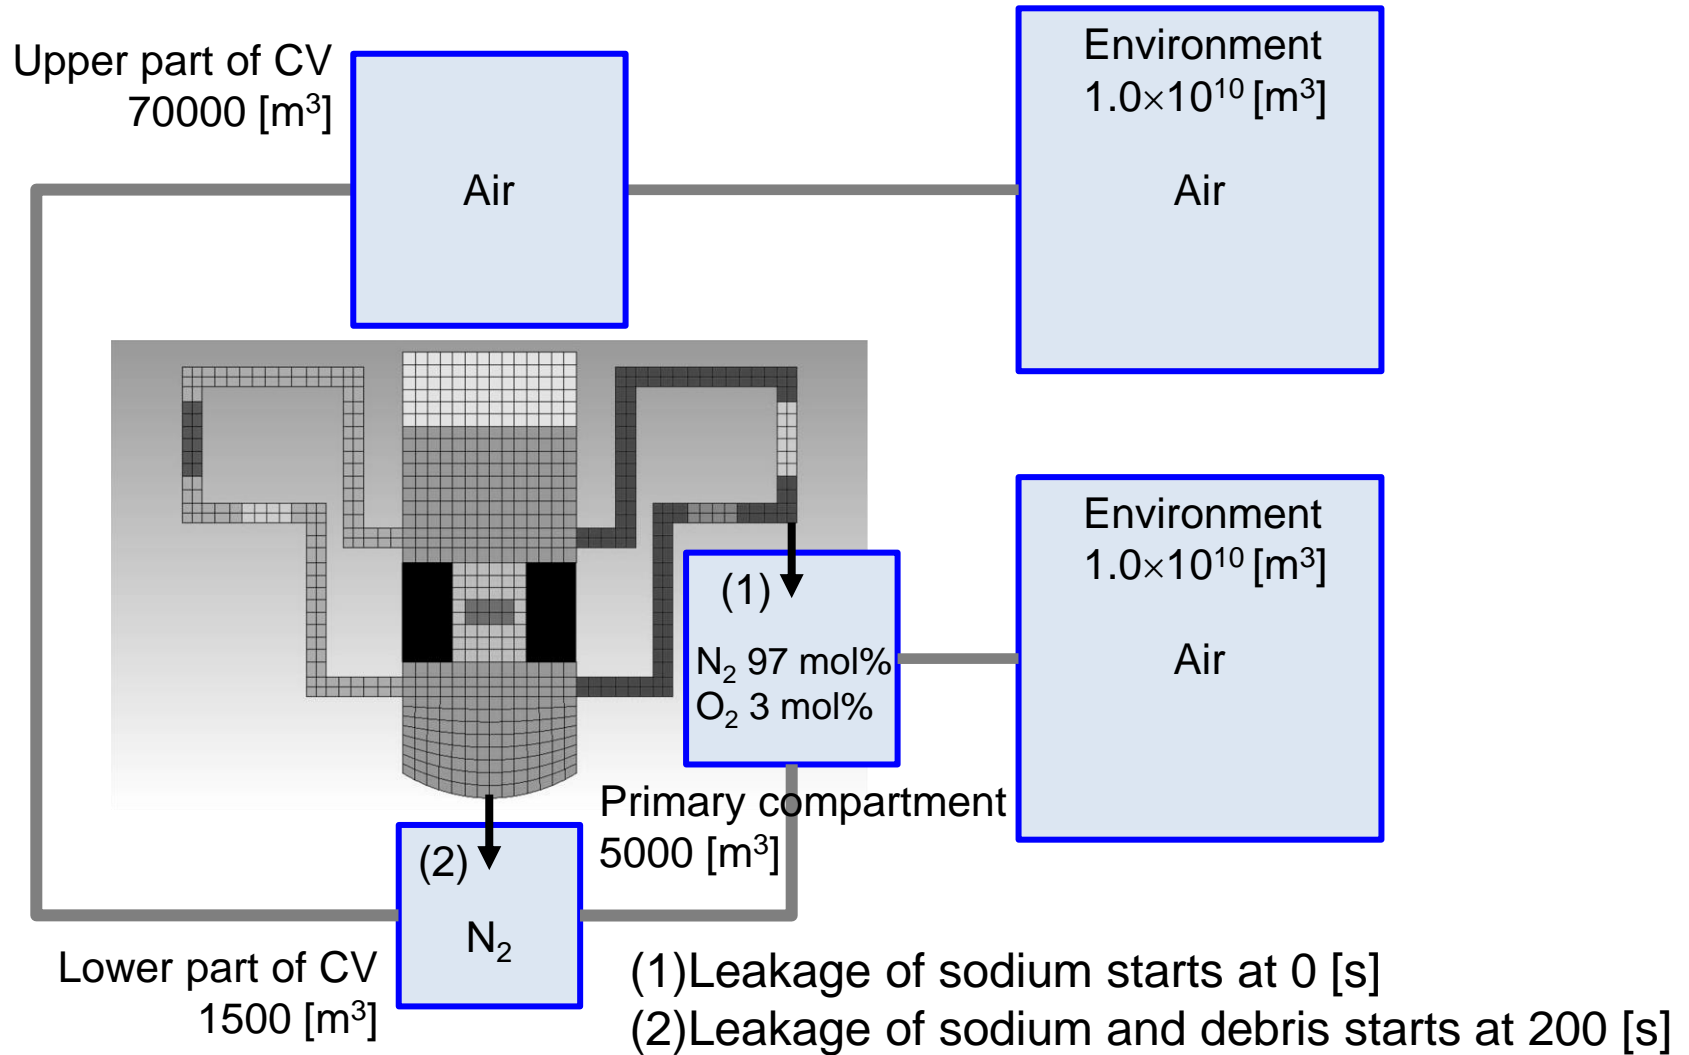 Upper part of CV
70000 [m³]
Air
Environment
1.0×10¹⁰ [m³]
Air
(1)
N₂ 97 mol%
O₂ 3 mol%
Primary compartment
5000 [m³]
Environment
1.0×10¹⁰ [m³]
Air
(2)
N₂
Lower part of CV
1500 [m³]
(1)Leakage of sodium starts at 0 [s]
(2)Leakage of sodium and debris starts at 200 [s]